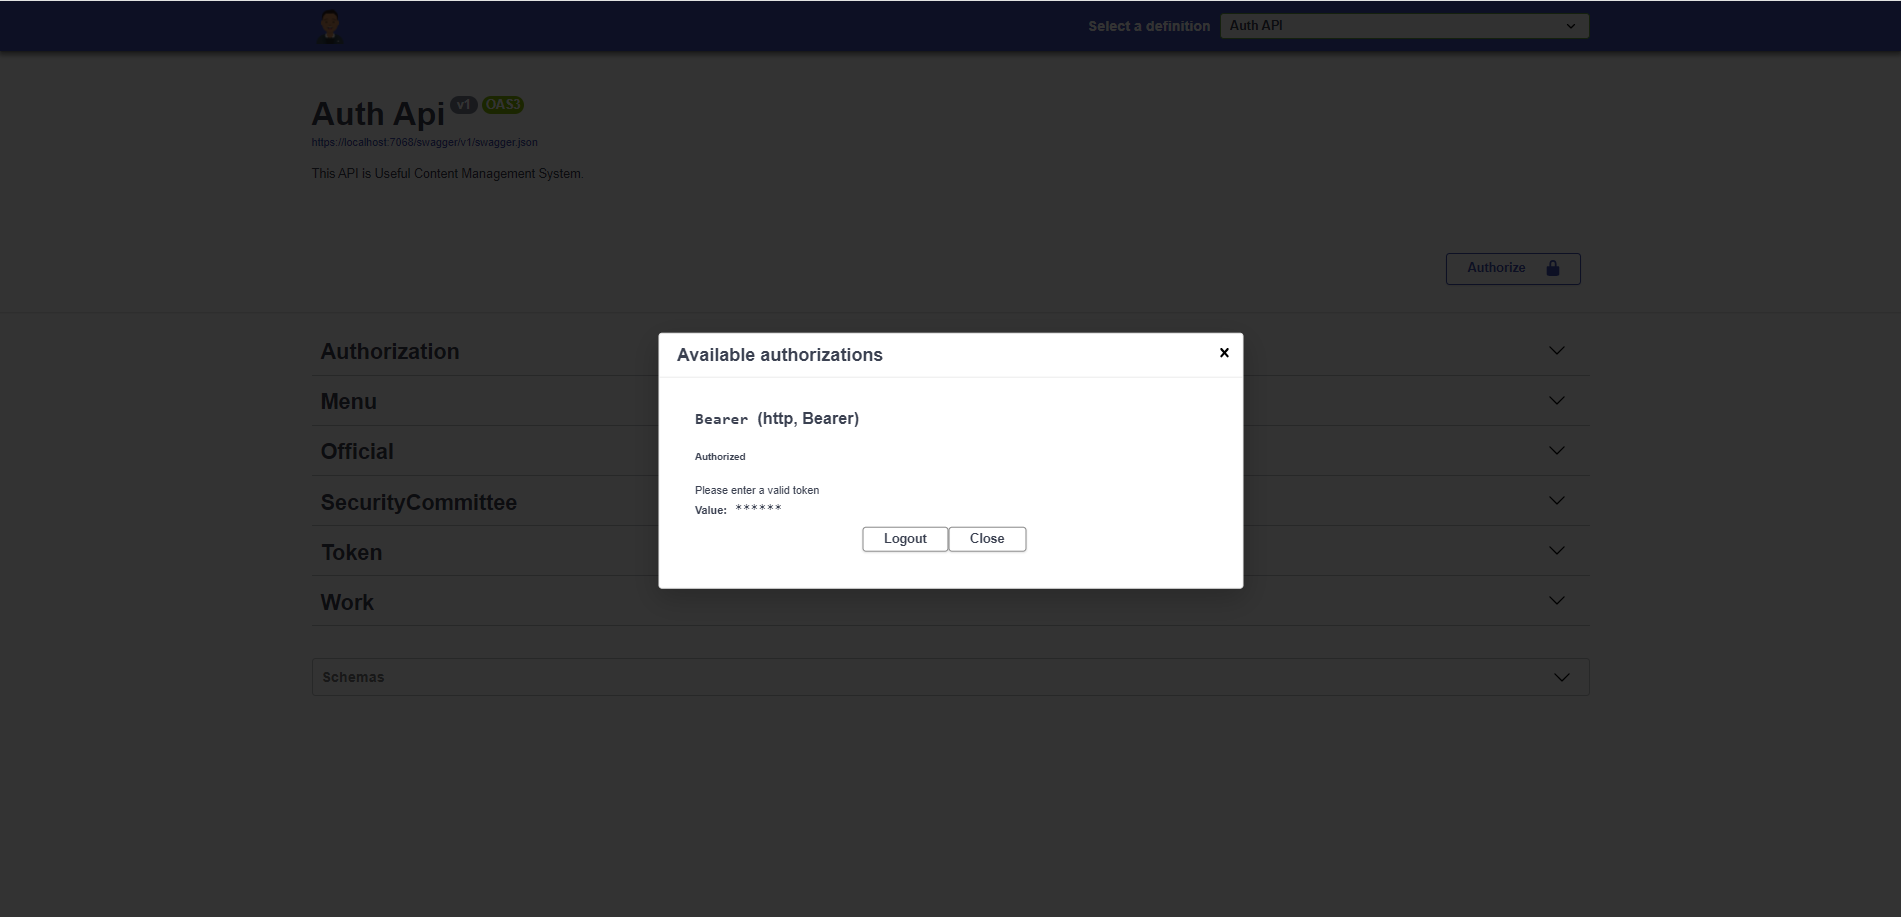 Select a definition Auth API
Auth Api v1 OAS3
https://localhost:7068/swagger/v1/swagger.json
This API is Useful Content Management System.
Authorize
Authorization
Menu
Official
SecurityCommittee
Token
Work
Schemas
Available authorizations ×
Bearer (http, Bearer)
Authorized
Please enter a valid token
Value: ******
Logout Close